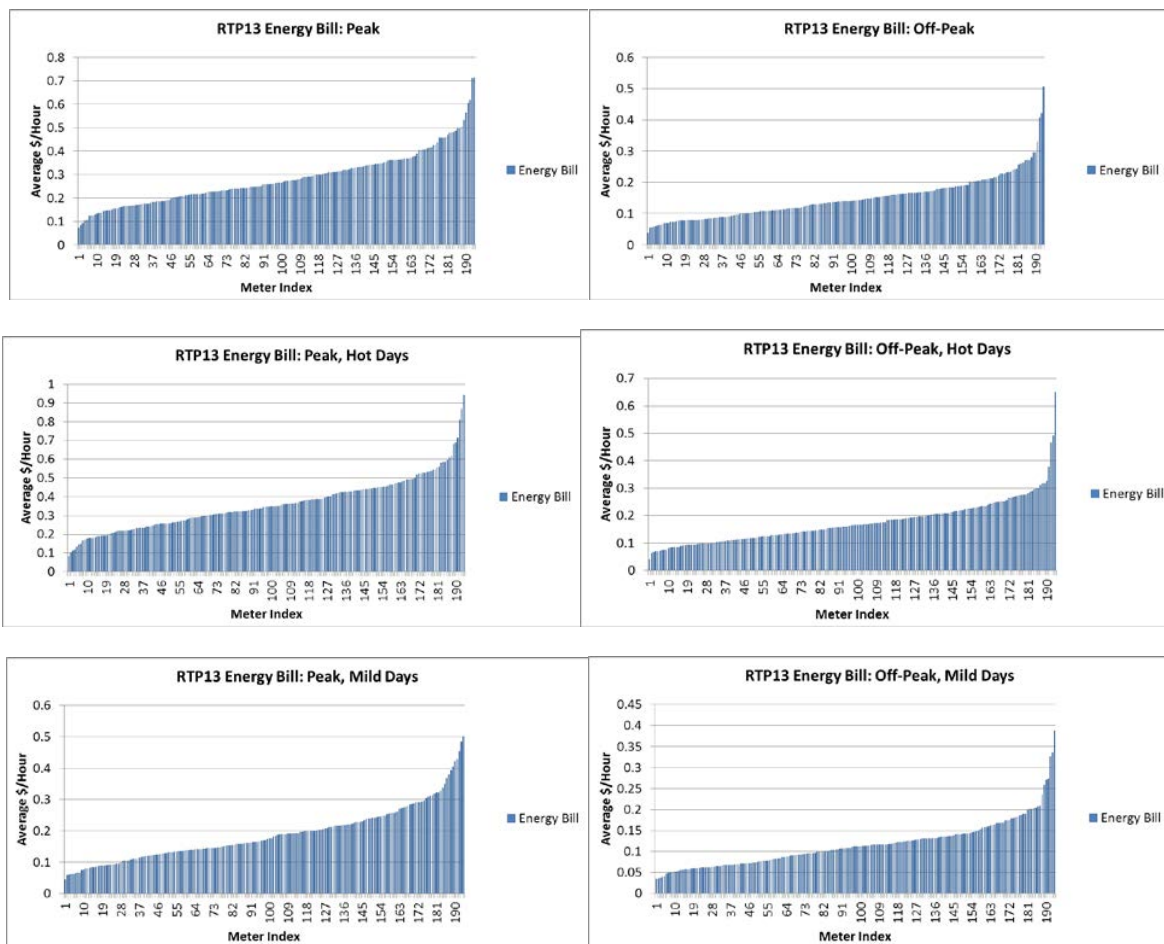 RTP13 Energy Bill: Peak
Average $/Hour
0.8
0.7
0.6
0.5
0.4
0.3
0.2
0.1
0
1 10 19 28 37 46 55 64 73 82 91 100 109 118 127 136 145 154 163 172 181 190
Meter Index
Energy Bill
RTP13 Energy Bill: Off-Peak
Average $/Hour
0.6
0.5
0.4
0.3
0.2
0.1
0
1 10 19 28 37 46 55 64 73 82 91 100 109 118 127 136 145 154 163 172 181 190
Meter Index
Energy Bill
RTP13 Energy Bill: Peak, Hot Days
Average $/Hour
1
0.9
0.8
0.7
0.6
0.5
0.4
0.3
0.2
0.1
0
1 10 19 28 37 46 55 64 73 82 91 100 109 118 127 136 145 154 163 172 181 190
Meter Index
Energy Bill
RTP13 Energy Bill: Off-Peak, Hot Days
Average $/Hour
0.7
0.6
0.5
0.4
0.3
0.2
0.1
0
1 10 19 28 37 46 55 64 73 82 91 100 109 118 127 136 145 154 163 172 181 190
Meter Index
Energy Bill
RTP13 Energy Bill: Peak, Mild Days
Average $/Hour
0.6
0.5
0.4
0.3
0.2
0.1
0
1 10 19 28 37 46 55 64 73 82 91 100 109 118 127 136 145 154 163 172 181 190
Meter Index
Energy Bill
RTP13 Energy Bill: Off-Peak, Mild Days
Average $/Hour
0.45
0.4
0.35
0.3
0.25
0.2
0.15
0.1
0.05
0
1 10 19 28 37 46 55 64 73 82 91 100 109 118 127 136 145 154 163 172 181 190
Meter Index
Energy Bill